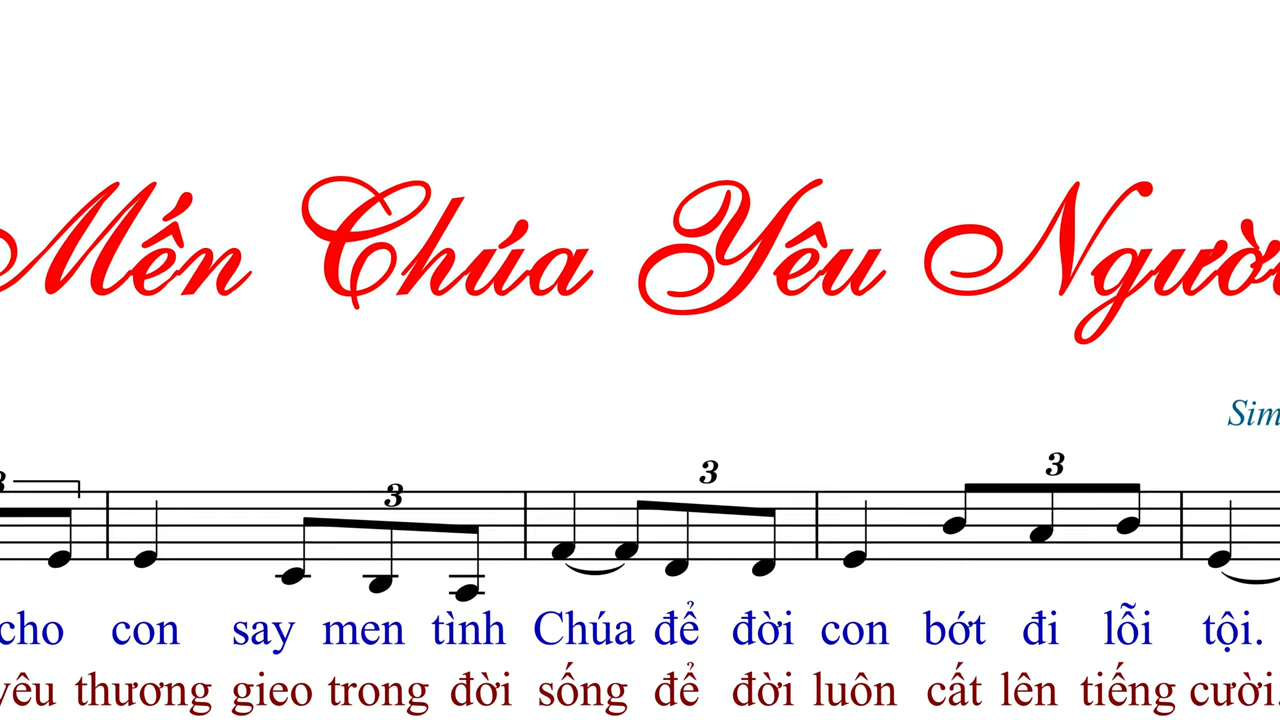 Mến Chúa Yêu Người
Sim
3
3
3
3
cho con say men tình Chúa để đời con bớt đi lỗi tội.
yêu thương gieo trong đời sống để đời luôn cất lên tiếng cười.